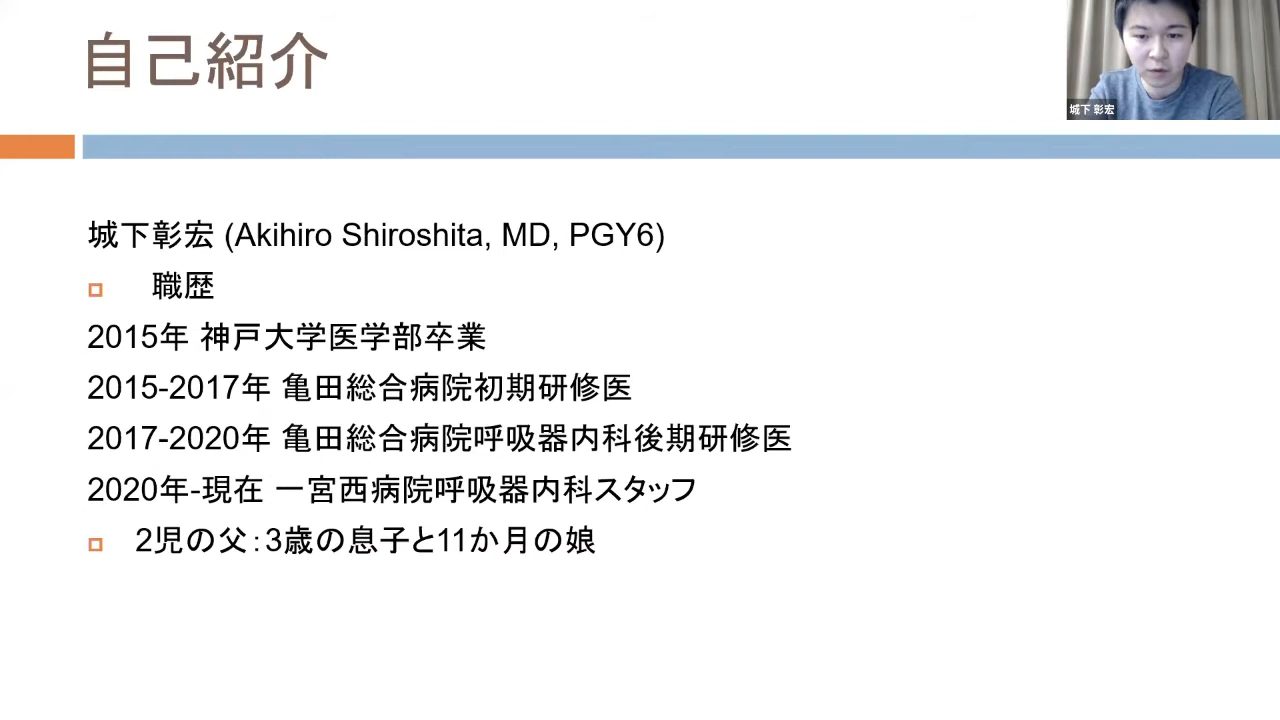 自己紹介
城下 彰宏
城下彰宏 (Akihiro Shiroshita, MD, PGY6)
職歴
2015年 神戸大学医学部卒業
2015-2017年 亀田総合病院初期研修医
2017-2020年 亀田総合病院呼吸器内科後期研修医
2020年-現在 一宮西病院呼吸器内科スタッフ
2児の父：3歳の息子と11か月の娘